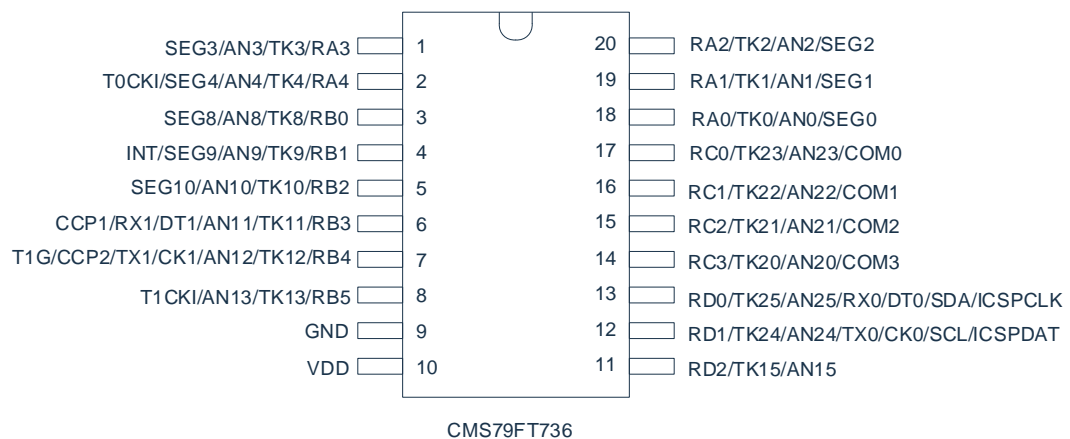 SEG3/AN3/TK3/RA3 1 20 RA2/TK2/AN2/SEG2
T0CKI/SEG4/AN4/TK4/RA4 2 19 RA1/TK1/AN1/SEG1
SEG8/AN8/TK8/RB0 3 18 RA0/TK0/AN0/SEG0
INT/SEG9/AN9/TK9/RB1 4 17 RC0/TK23/AN23/COM0
SEG10/AN10/TK10/RB2 5 16 RC1/TK22/AN22/COM1
CCP1/RX1/DT1/AN11/TK11/RB3 6 15 RC2/TK21/AN21/COM2
T1G/CCP2/TX1/CK1/AN12/TK12/RB4 7 14 RC3/TK20/AN20/COM3
T1CKI/AN13/TK13/RB5 8 13 RD0/TK25/AN25/RX0/DT0/SDA/ICSPCLK
GND 9 12 RD1/TK24/AN24/TX0/CK0/SCL/ICSPDAT
VDD 10 11 RD2/TK15/AN15
CMS79FT736